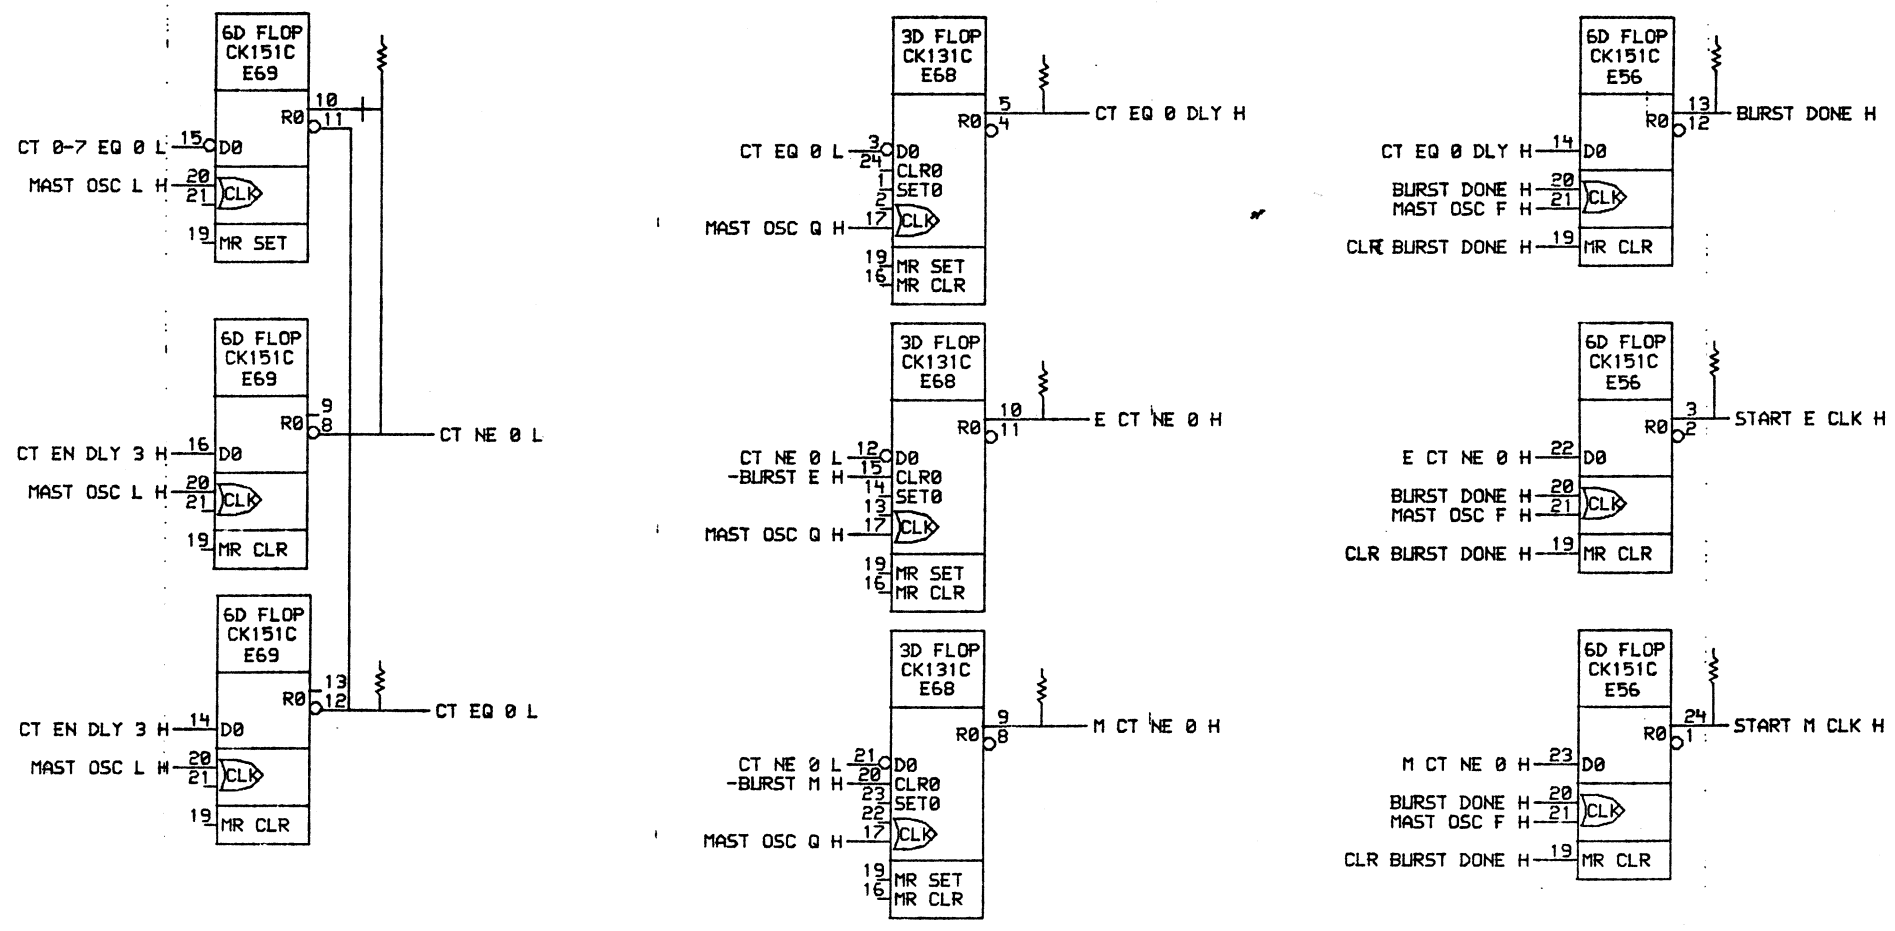 6D FLOP
CK151C
E69
10
R0
11
CT 0-7 EQ 0 L
15
D0
MAST OSC L H
20
21
CLK
19
MR SET
6D FLOP
CK151C
E69
9
R0
8
CT NE 0 L
CT EN DLY 3 H
16
D0
MAST OSC L H
20
21
CLK
19
MR CLR
6D FLOP
CK151C
E69
13
R0
12
CT EQ 0 L
CT EN DLY 3 H
14
D0
MAST OSC L H
20
21
CLK
19
MR CLR
3D FLOP
CK131C
E68
5
R0
4
CT EQ 0 DLY H
CT EQ 0 L
3
D0
24
CLR0
1
SET0
2
MAST OSC Q H
17
CLK
19
MR SET
16
MR CLR
3D FLOP
CK131C
E68
10
R0
11
E CT NE 0 H
CT NE 0 L
12
D0
-BURST E H
15
CLR0
14
SET0
13
MAST OSC Q H
17
CLK
19
MR SET
16
MR CLR
3D FLOP
CK131C
E68
9
R0
8
M CT NE 0 H
CT NE 0 L
21
D0
-BURST M H
20
CLR0
23
SET0
22
MAST OSC Q H
17
CLK
19
MR SET
16
MR CLR
6D FLOP
CK151C
E56
13
R0
12
BURST DONE H
CT EQ 0 DLY H
14
D0
BURST DONE H
20
MAST OSC F H
21
CLK
CLR BURST DONE H
19
MR CLR
6D FLOP
CK151C
E56
3
R0
2
START E CLK H
E CT NE 0 H
22
D0
BURST DONE H
20
MAST OSC F H
21
CLK
CLR BURST DONE H
19
MR CLR
6D FLOP
CK151C
E56
24
R0
1
START M CLK H
M CT NE 0 H
23
D0
BURST DONE H
20
MAST OSC F H
21
CLK
CLR BURST DONE H
19
MR CLR